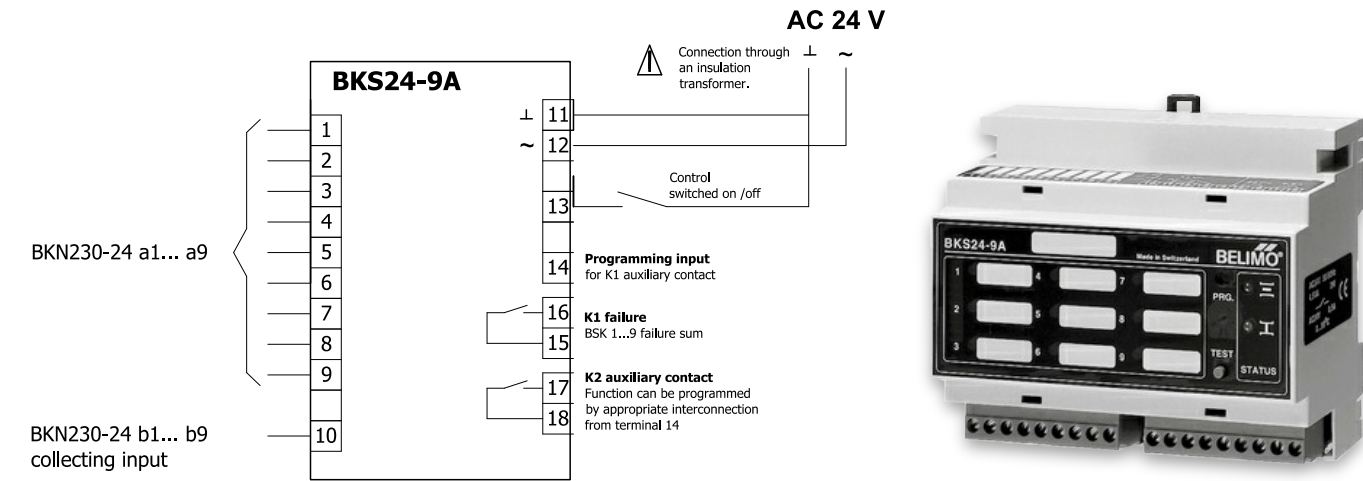 AC 24 V
Connection through
an insulation
transformer.
⊥ ~
BKS24-9A
⊥ 11
~ 12
13
Control
switched on /off
14
Programming input
for K1 auxiliary contact
16
15
K1 failure
BSK 1...9 failure sum
17
18
K2 auxiliary contact
Function can be programmed
by appropriate interconnection
from terminal 14
1
2
3
4
5
6
7
8
9
10
BKN230-24 a1... a9
BKN230-24 b1... b9
collecting input
BKS24-9A
Made in Switzerland
BELIMO®
1 4 7
2 5 8
3 6 9
PRG.
TEST
STATUS
CE